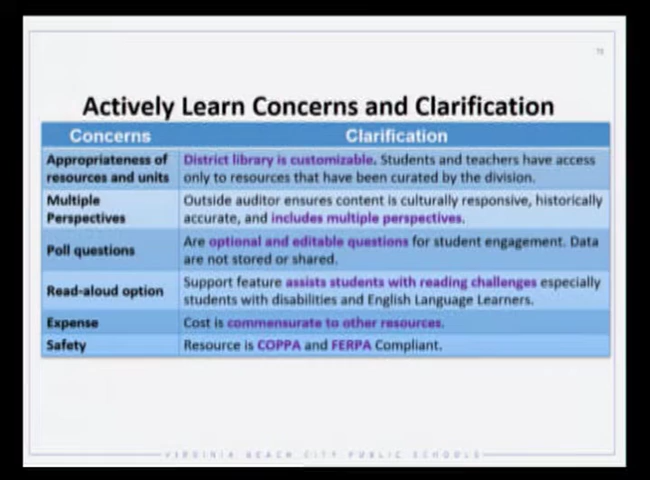 Actively Learn Concerns and Clarification
Concerns Clarification
Appropriateness of District library is customizable. Students and teachers have access
resources and units only to resources that have been curated by the division.
Multiple Outside auditor ensures content is culturally responsive, historically
Perspectives accurate, and includes multiple perspectives.
Poll questions Are optional and editable questions for student engagement. Data
are not stored or shared.
Read-aloud option Support feature assists students with reading challenges especially
students with disabilities and English Language Learners.
Expense Cost is commensurate to other resources.
Safety Resource is COPPA and FERPA Compliant.
VIRGINIA BEACH CITY PUBLIC SCHOOLS